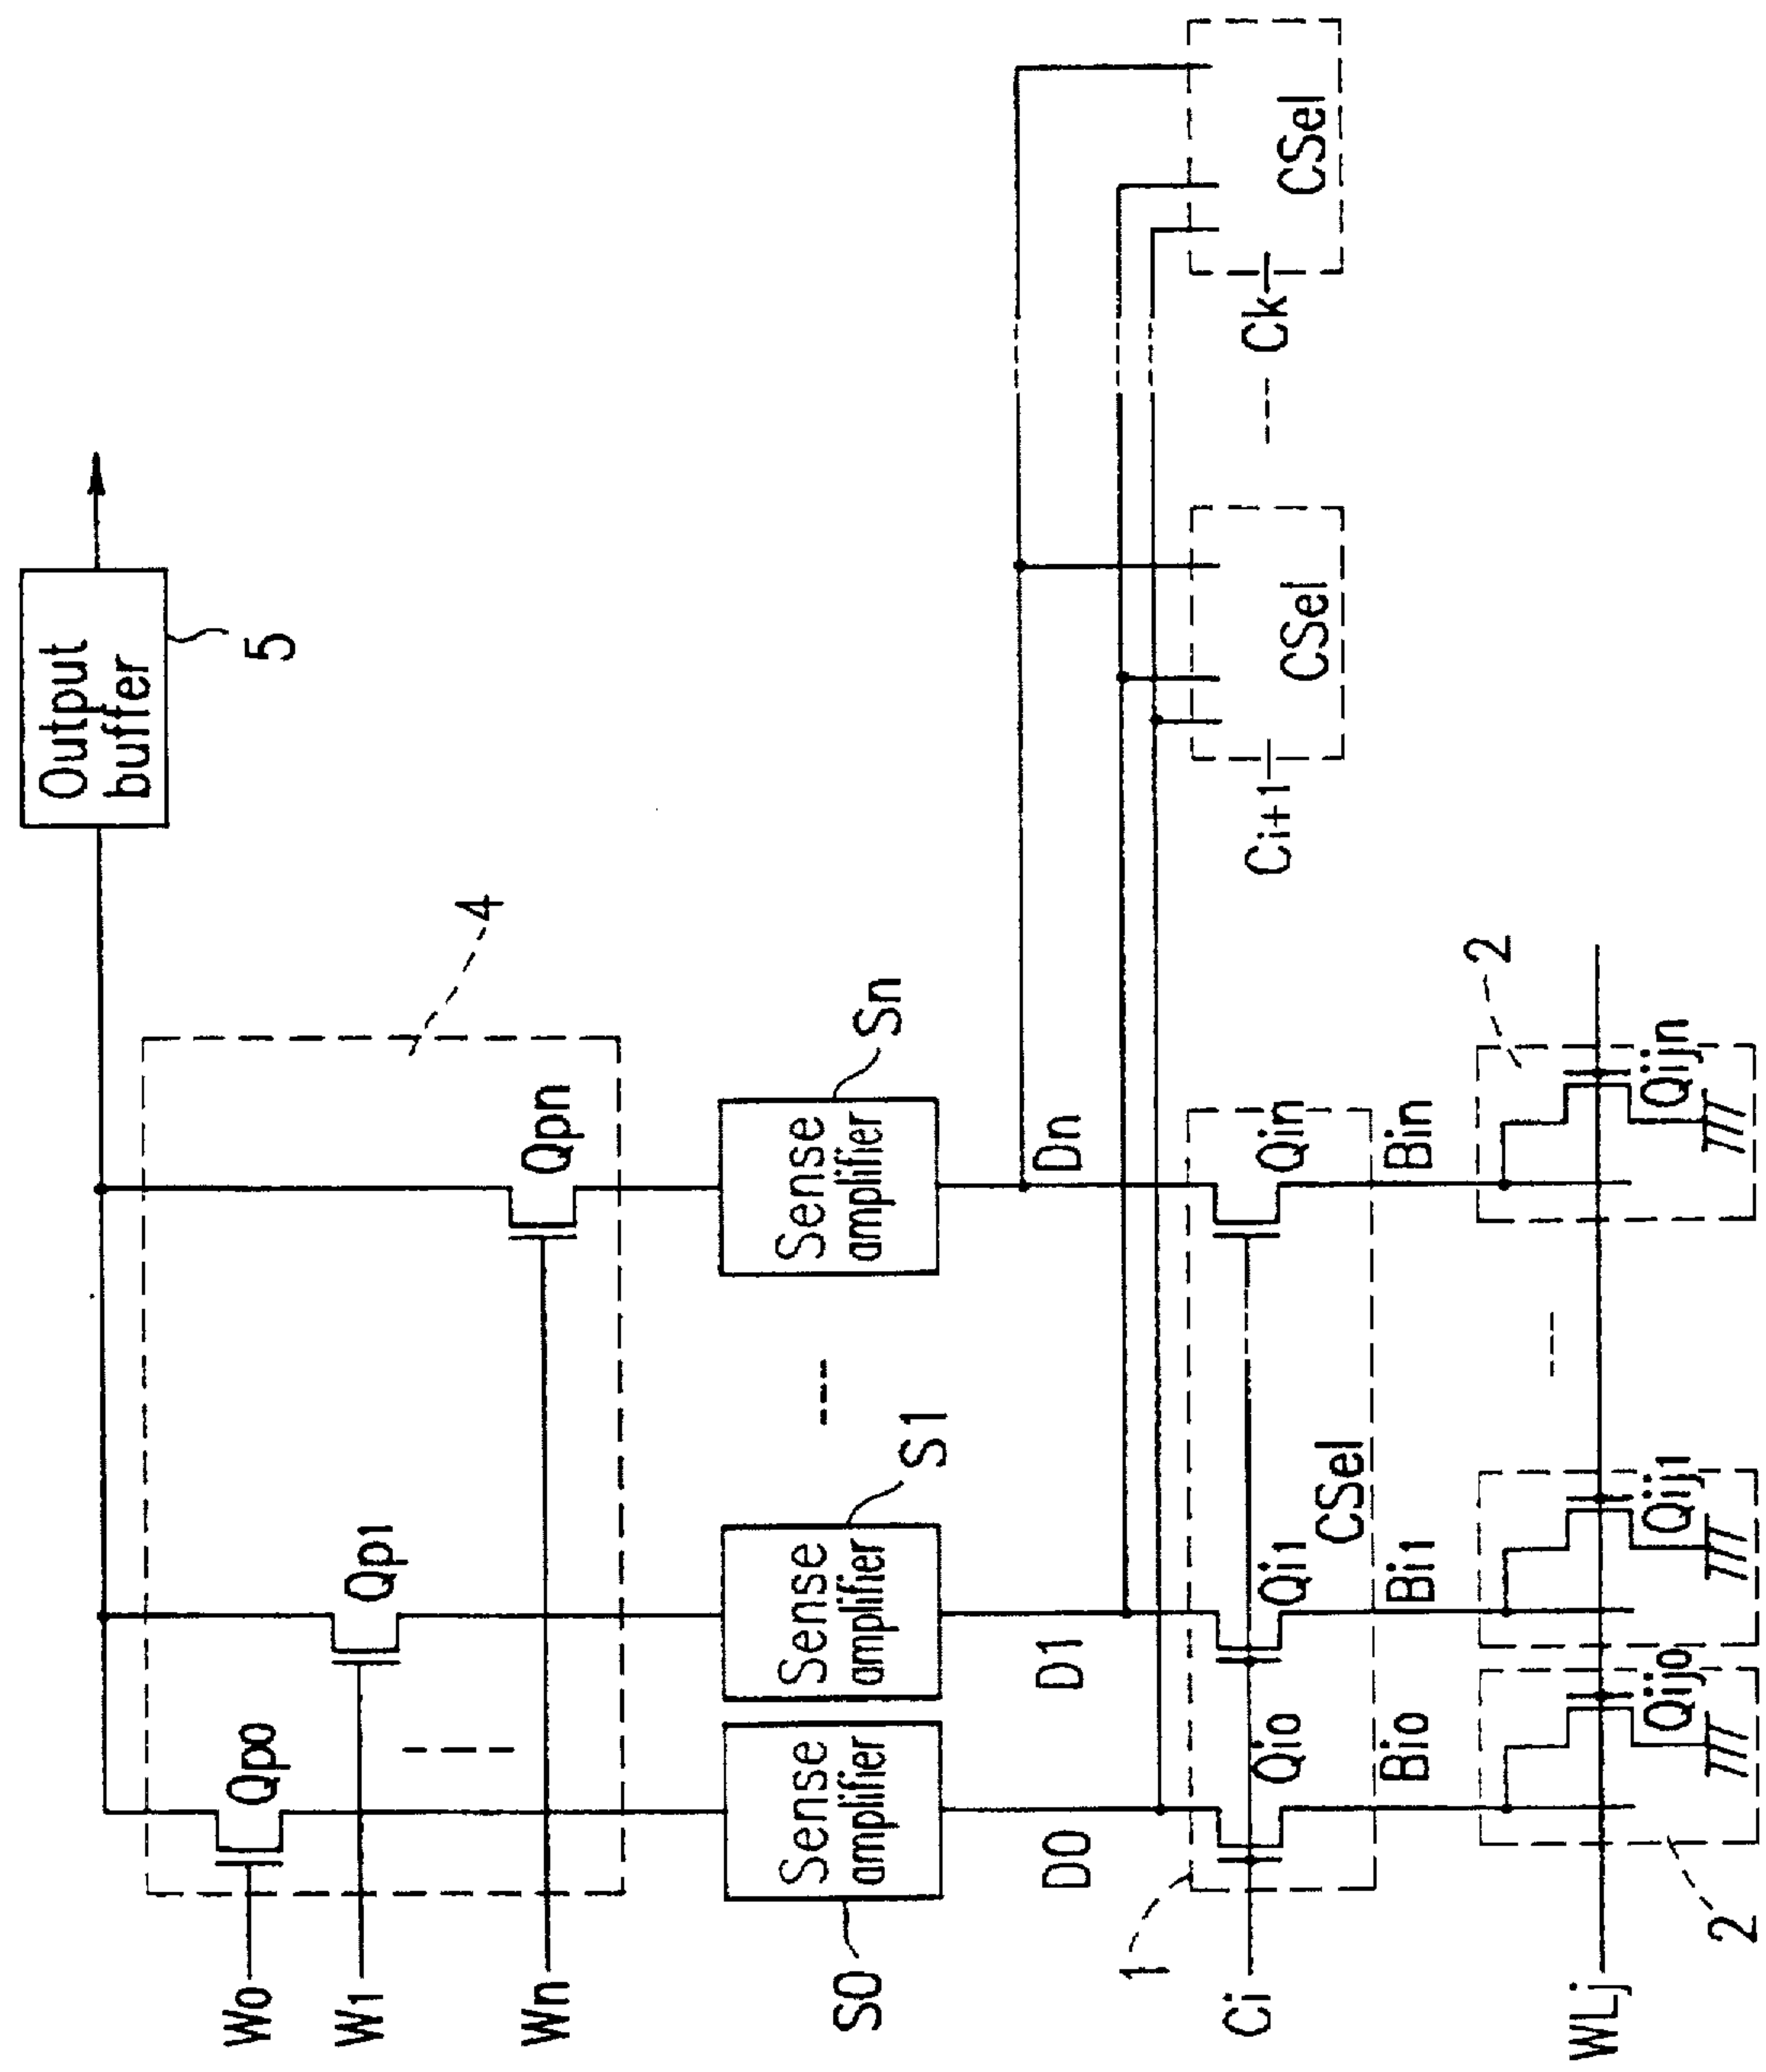 Output
buffer
5
4
W0
Qp0
W1
Qp1
Wn
Qpn
Sense
amplifier
S0
Sense
amplifier
S1
Sense
amplifier
Sn
D0
D1
Dn
1
Ci
Qi0
Qi1
CSel
Qin
Ci+1
CSel
Ck
CSel
Bi0
Bi1
Bin
2
WLj
Qij0
Qij1
Qijn
2